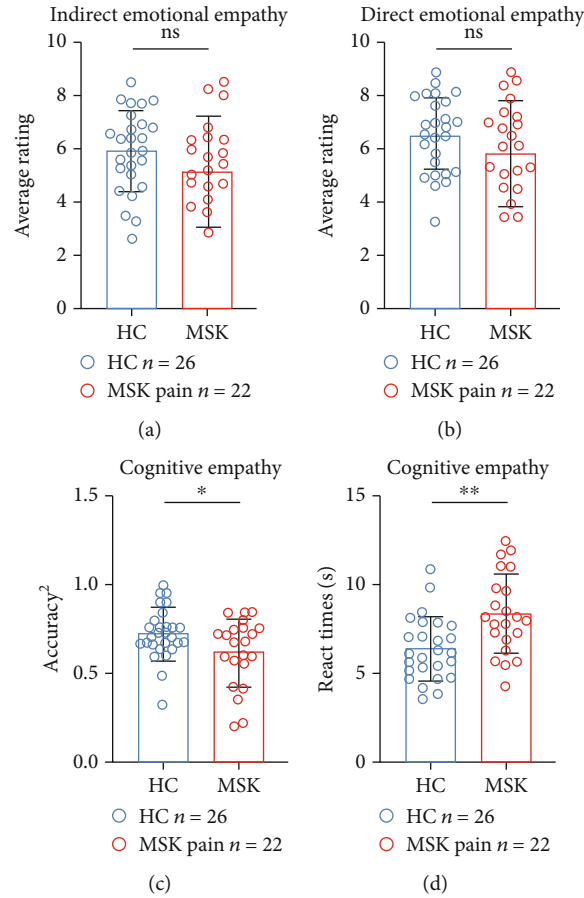 Indirect emotional empathy
ns
10
8
6
4
2
0
Average rating
HC
MSK
HC n = 26
MSK pain n = 22
(a)
Direct emotional empathy
ns
10
8
6
4
2
0
Average rating
HC
MSK
HC n = 26
MSK pain n = 22
(b)
Cognitive empathy
*
1.5
1.0
0.5
0.0
Accuracy²
HC
MSK
HC n = 26
MSK pain n = 22
(c)
Cognitive empathy
**
15
10
5
0
React times (s)
HC
MSK
HC n = 26
MSK pain n = 22
(d)